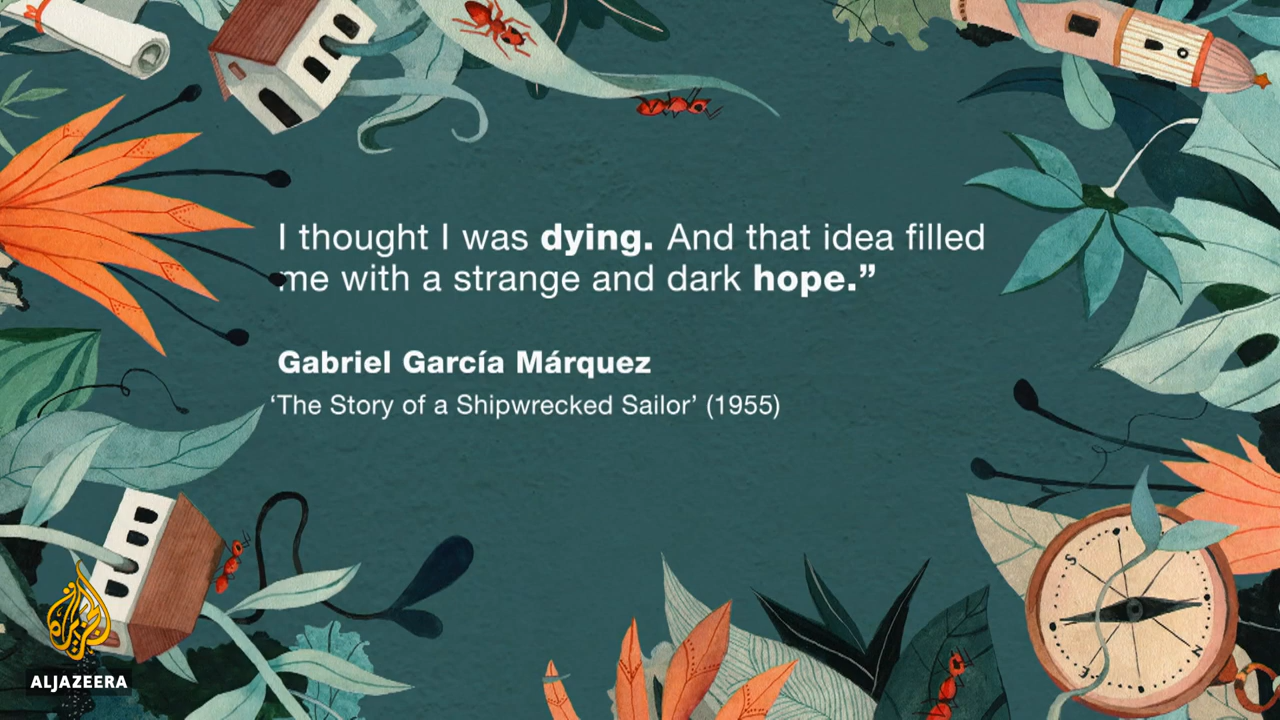 I thought I was dying. And that idea filled
me with a strange and dark hope.”
Gabriel García Márquez
‘The Story of a Shipwrecked Sailor’ (1955)
S
E
N
ALJAZEERA